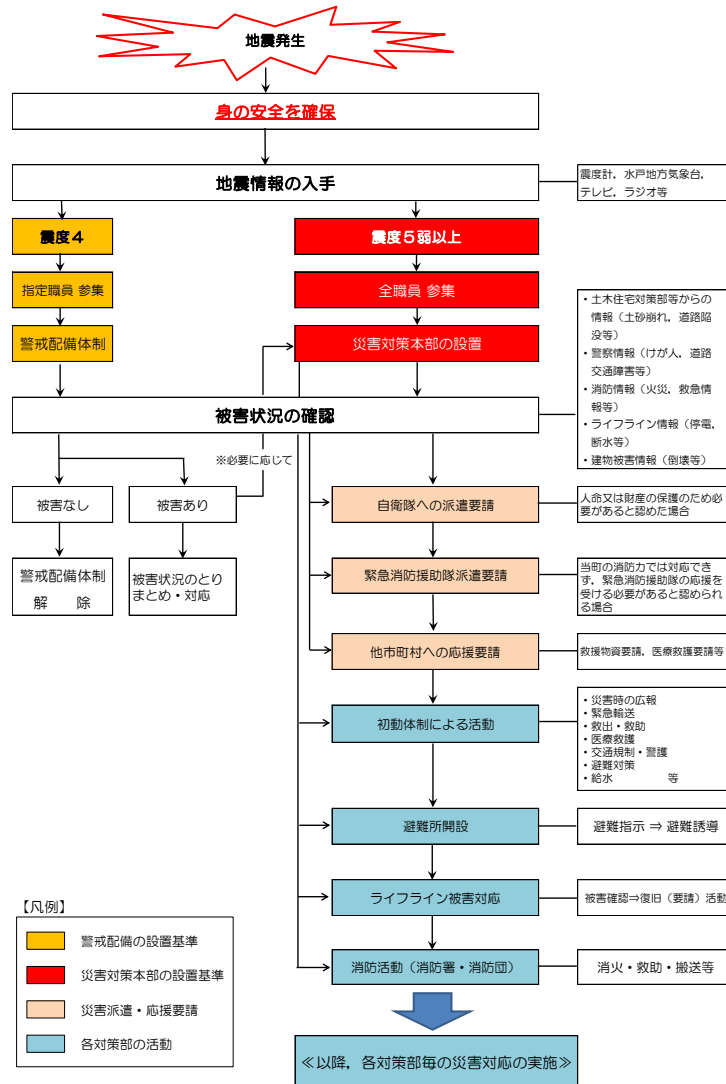 地震発生
身の安全を確保
地震情報の入手
震度計，水戸地方気象台，
テレビ，ラジオ等
震度４
震度５弱以上
指定職員 参集
全職員 参集
警戒配備体制
災害対策本部の設置
・土木住宅対策部等からの
情報（土砂崩れ，道路陥
没等）
・警察情報（けが人，道路
交通障害等）
・消防情報（火災，救急情
報等）
・ライフライン情報（停電，
断水等）
・建物被害情報（倒壊等）
被害状況の確認
※必要に応じて
被害なし
被害あり
自衛隊への派遣要請
人命又は財産の保護のため必
要があると認めた場合
警戒配備体制
解　　除
被害状況のとり
まとめ・対応
緊急消防援助隊派遣要請
当町の消防力では対応でき
ず，緊急消防援助隊の応援を
受ける必要があると認められ
る場合
他市町村への応援要請
救援物資要請，医療救護要請等
初動体制による活動
・災害時の広報
・緊急輸送
・救出・救助
・医療救護
・交通規制・警護
・避難対策
・給水　　　　　等
避難所開設
避難指示 ⇒ 避難誘導
ライフライン被害対応
被害確認⇒復旧（要請）活動
消防活動（消防署・消防団）
消火・救助・搬送等
【凡例】
警戒配備の設置基準
災害対策本部の設置基準
災害派遣・応援要請
各対策部の活動
≪以降，各対策部毎の災害対応の実施≫